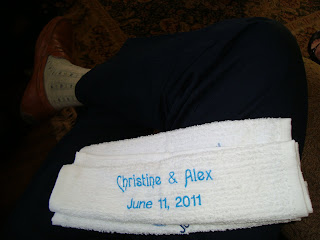 Christine & Alex
June 11, 2011